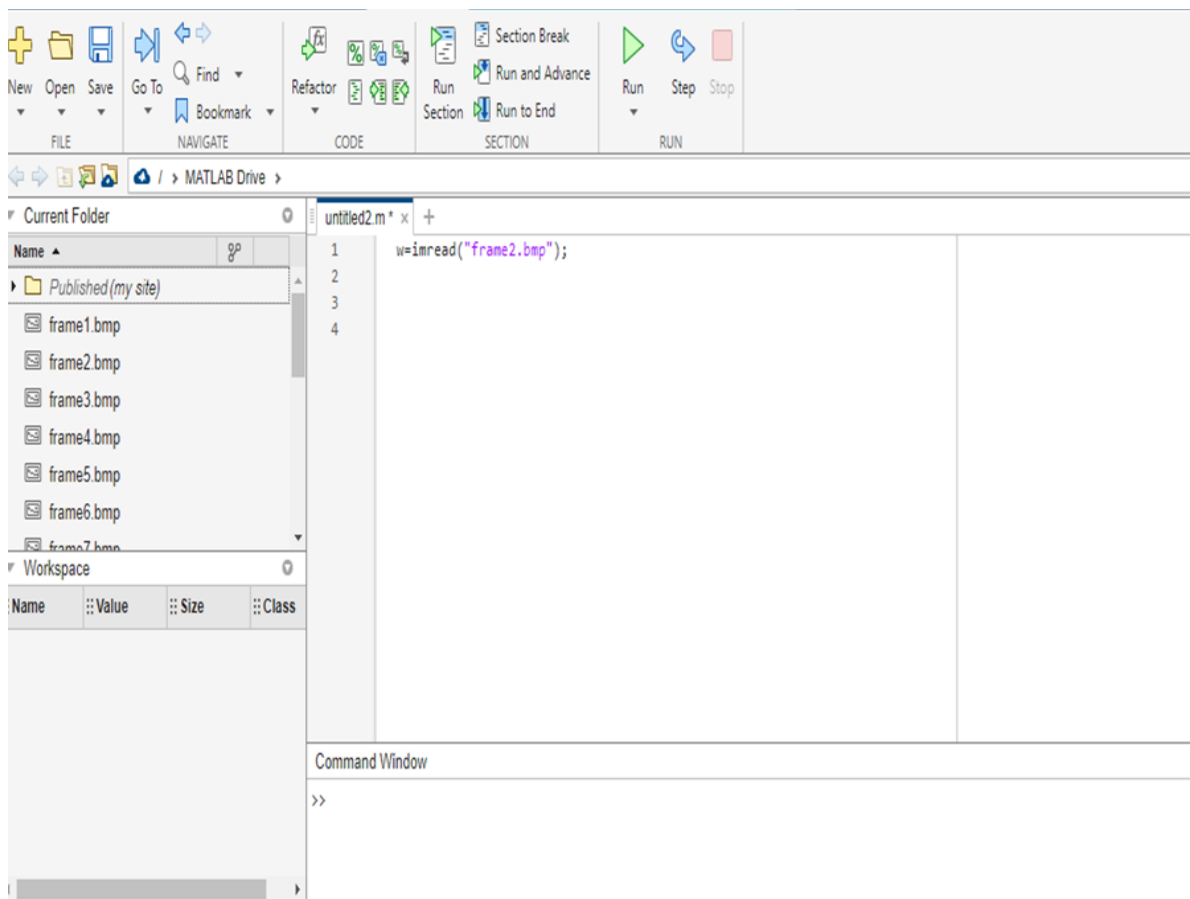 New Open Save Go To Find Bookmark Refactor Run Section Section Break Run and Advance Run to End Run Step Stop
FILE NAVIGATE CODE SECTION RUN
/ > MATLAB Drive >
Current Folder
Name
Published (my site)
frame1.bmp
frame2.bmp
frame3.bmp
frame4.bmp
frame5.bmp
frame6.bmp
frame7.bmp
Workspace
Name Value Size Class
untitled2.m * × +
1 w=imread("frame2.bmp");
2
3
4
Command Window
>>